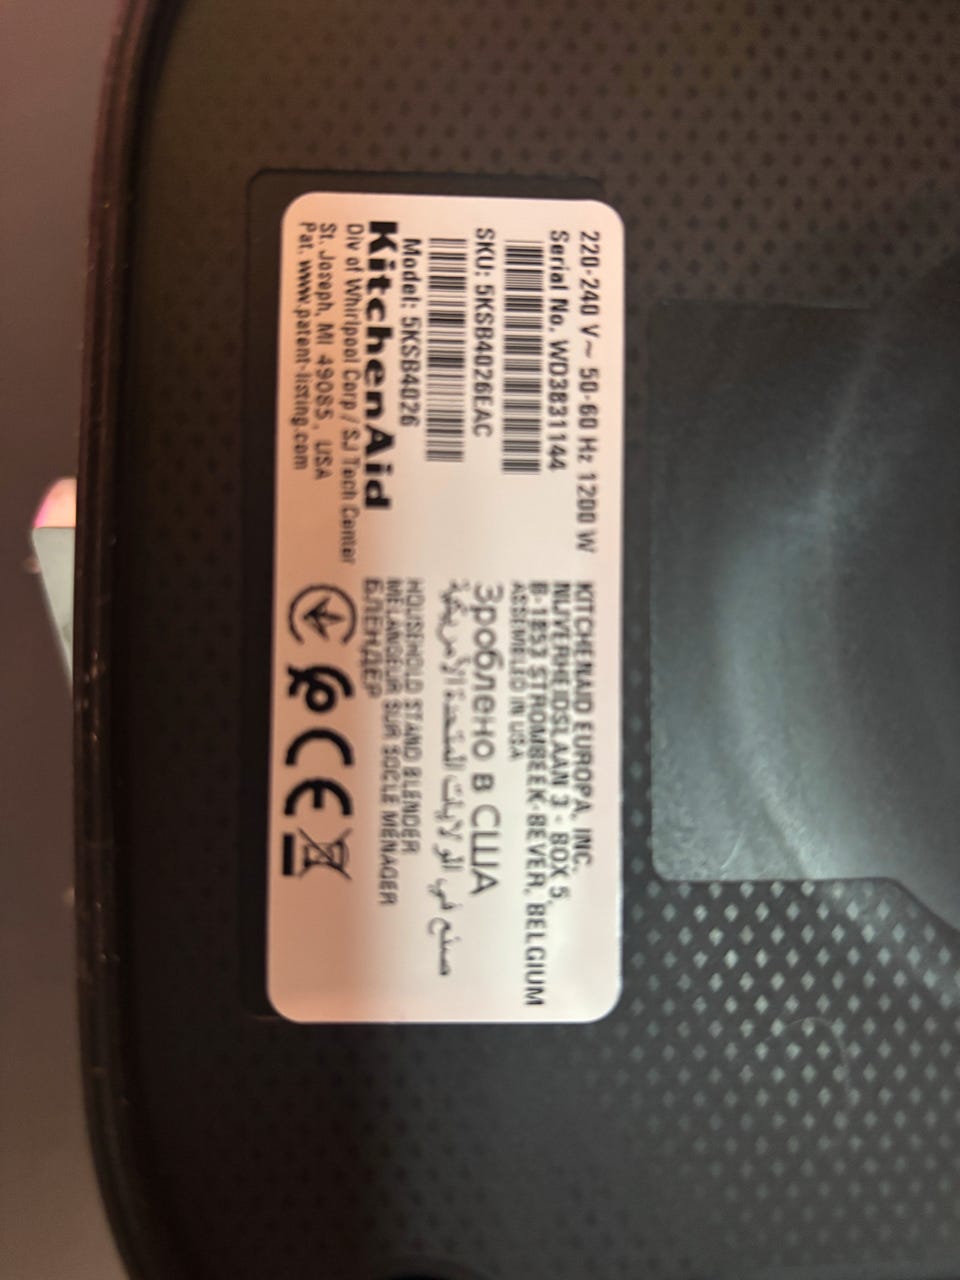 KitchenAid
Div of Whirlpool Corp / SJ Tech Center
St. Joseph, MI 49085, USA
Pat. www.patent-listing.com
Model: 5KSB4026
SKU: 5KSB4026EAC
Serial No. WD3831144
220-240 V~ 50-60 Hz 1200 W
CE
БЛЕНДЕР
MÉLANGEUR SUR SOCLE MÉNAGER
HOUSEHOLD STAND BLENDER
صنع في الولايات المتحدة الأمريكية
Зроблено в США
ASSEMBLED IN USA
B-1853 STROMBEEK-BEVER, BELGIUM
NIJVERHEIDSLAAN 3 - BOX 5,
KITCHENAID EUROPA, INC.